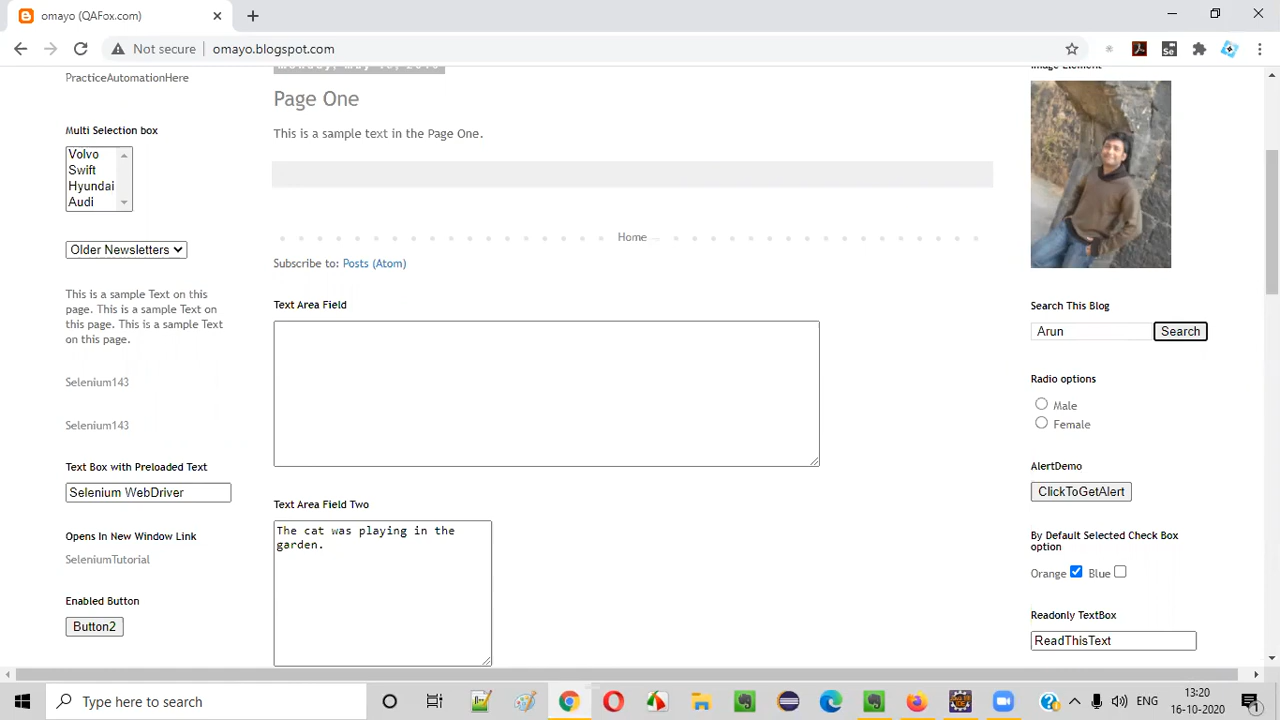 omayo (QAFox.com)
Not secure
omayo.blogspot.com
PracticeAutomationHere
Multi Selection box
Volvo
Swift
Hyundai
Audi
Older Newsletters
This is a sample Text on this
page. This is a sample Text on
this page. This is a sample Text
on this page.
Selenium143
Selenium143
Text Box with Preloaded Text
Selenium WebDriver
Opens In New Window Link
SeleniumTutorial
Enabled Button
Button2
Page One
This is a sample text in the Page One.
Home
Subscribe to: Posts (Atom)
Text Area Field
Text Area Field Two
The cat was playing in the
garden.
Image Element
Search This Blog
Arun
Search
Radio options
Male
Female
AlertDemo
ClickToGetAlert
By Default Selected Check Box
option
Orange
Blue
Readonly TextBox
ReadThisText
Type here to search
ENG
13:20
16-10-2020